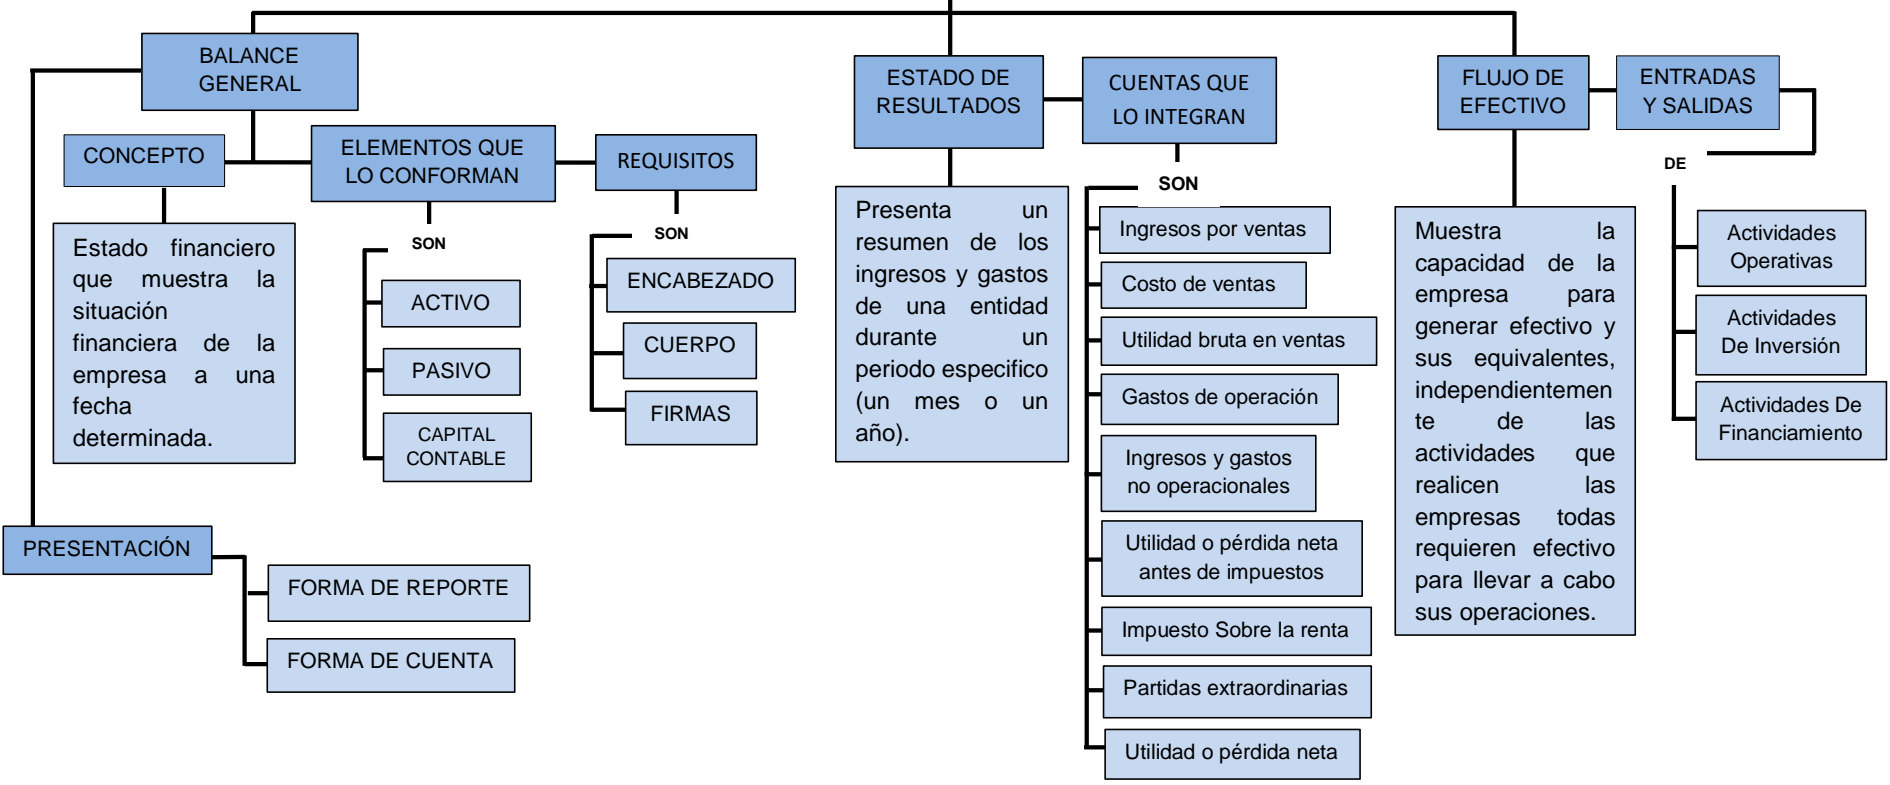 BALANCE
GENERAL
CONCEPTO
Estado financiero
que muestra la
situación
financiera de la
empresa a una
fecha
determinada.
ELEMENTOS QUE
LO CONFORMAN
SON
ACTIVO
PASIVO
CAPITAL
CONTABLE
REQUISITOS
SON
ENCABEZADO
CUERPO
FIRMAS
PRESENTACIÓN
FORMA DE REPORTE
FORMA DE CUENTA
ESTADO DE
RESULTADOS
Presenta un
resumen de los
ingresos y gastos
de una entidad
durante un
periodo especifico
(un mes o un
año).
CUENTAS QUE
LO INTEGRAN
SON
Ingresos por ventas
Costo de ventas
Utilidad bruta en ventas
Gastos de operación
Ingresos y gastos
no operacionales
Utilidad o pérdida neta
antes de impuestos
Impuesto Sobre la renta
Partidas extraordinarias
Utilidad o pérdida neta
FLUJO DE
EFECTIVO
Muestra la
capacidad de la
empresa para
generar efectivo y
sus equivalentes,
independientemen
te de las
actividades que
realicen las
empresas todas
requieren efectivo
para llevar a cabo
sus operaciones.
ENTRADAS
Y SALIDAS
DE
Actividades
Operativas
Actividades
De Inversión
Actividades De
Financiamiento